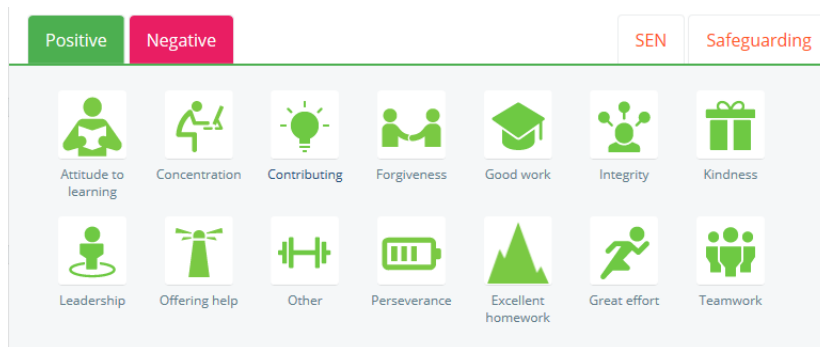 Positive Negative SEN Safeguarding
Attitude to learning Concentration Contributing Forgiveness Good work Integrity Kindness
Leadership Offering help Other Perseverance Excellent homework Great effort Teamwork